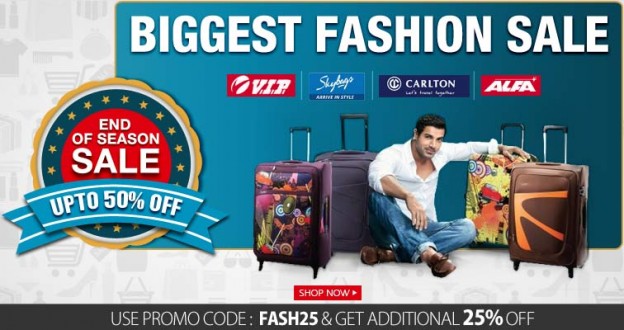 BIGGEST FASHION SALE
V.I.P.
Skybags
ARRIVE IN STYLE
CARLTON
Let's travel together
ALFA
END
OF SEASON
SALE
UPTO 50% OFF
SHOP NOW
USE PROMO CODE : FASH25 & GET ADDITIONAL 25% OFF